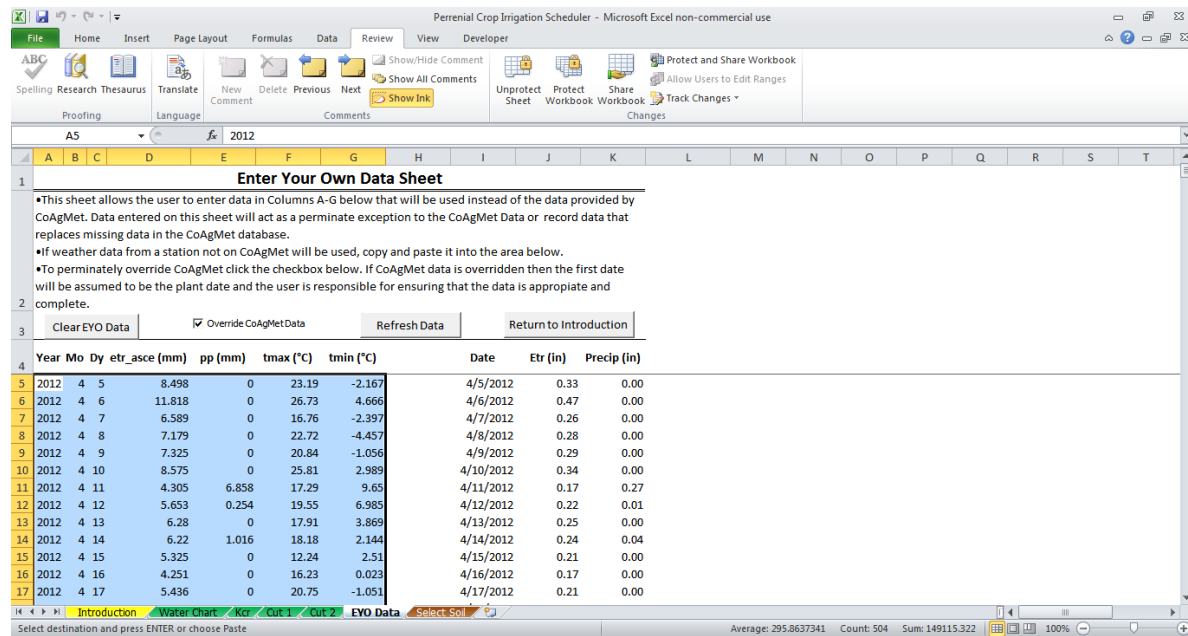 Perrenial Crop Irrigation Scheduler - Microsoft Excel non-commercial use
File Home Insert Page Layout Formulas Data Review View Developer
ABC
Spelling Research Thesaurus
Translate
New Comment
Delete Previous Next
Show/Hide Comment
Show All Comments
Show Ink
Unprotect Sheet
Protect Workbook
Share Workbook
Protect and Share Workbook
Allow Users to Edit Ranges
Track Changes
Proofing Language Comments Changes
A5 fx 2012
A B C D E F G H I J K L M N O P Q R S T
1 Enter Your Own Data Sheet
•This sheet allows the user to enter data in Columns A-G below that will be used instead of the data provided by
CoAgMet. Data entered on this sheet will act as a perminate exception to the CoAgMet Data or record data that
replaces missing data in the CoAgMet database.
•If weather data from a station not on CoAgMet will be used, copy and paste it into the area below.
•To perminately override CoAgMet click the checkbox below. If CoAgMet data is overridden then the first date
will be assumed to be the plant date and the user is responsible for ensuring that the data is appropiate and
2 complete.
3 Clear EYO Data Override CoAgMet Data Refresh Data Return to Introduction
4 Year Mo Dy etr_asce (mm) pp (mm) tmax (°C) tmin (°C) Date Etr (in) Precip (in)
5 2012 4 5 8.498 0 23.19 -2.167 4/5/2012 0.33 0.00
6 2012 4 6 11.818 0 26.73 4.666 4/6/2012 0.47 0.00
7 2012 4 7 6.589 0 16.76 -2.397 4/7/2012 0.26 0.00
8 2012 4 8 7.179 0 22.72 -4.457 4/8/2012 0.28 0.00
9 2012 4 9 7.325 0 20.84 -1.056 4/9/2012 0.29 0.00
10 2012 4 10 8.575 0 25.81 2.989 4/10/2012 0.34 0.00
11 2012 4 11 4.305 6.858 17.29 9.65 4/11/2012 0.17 0.27
12 2012 4 12 5.653 0.254 19.55 6.985 4/12/2012 0.22 0.01
13 2012 4 13 6.28 0 17.91 3.869 4/13/2012 0.25 0.00
14 2012 4 14 6.22 1.016 18.18 2.144 4/14/2012 0.24 0.04
15 2012 4 15 5.325 0 12.24 2.51 4/15/2012 0.21 0.00
16 2012 4 16 4.251 0 16.23 0.023 4/16/2012 0.17 0.00
17 2012 4 17 5.436 0 20.75 -1.051 4/17/2012 0.21 0.00
Introduction Water Chart Kcr Cut 1 Cut 2 EYO Data Select Soil
Select destination and press ENTER or choose Paste Average: 295.8637341 Count: 504 Sum: 149115.322 100%